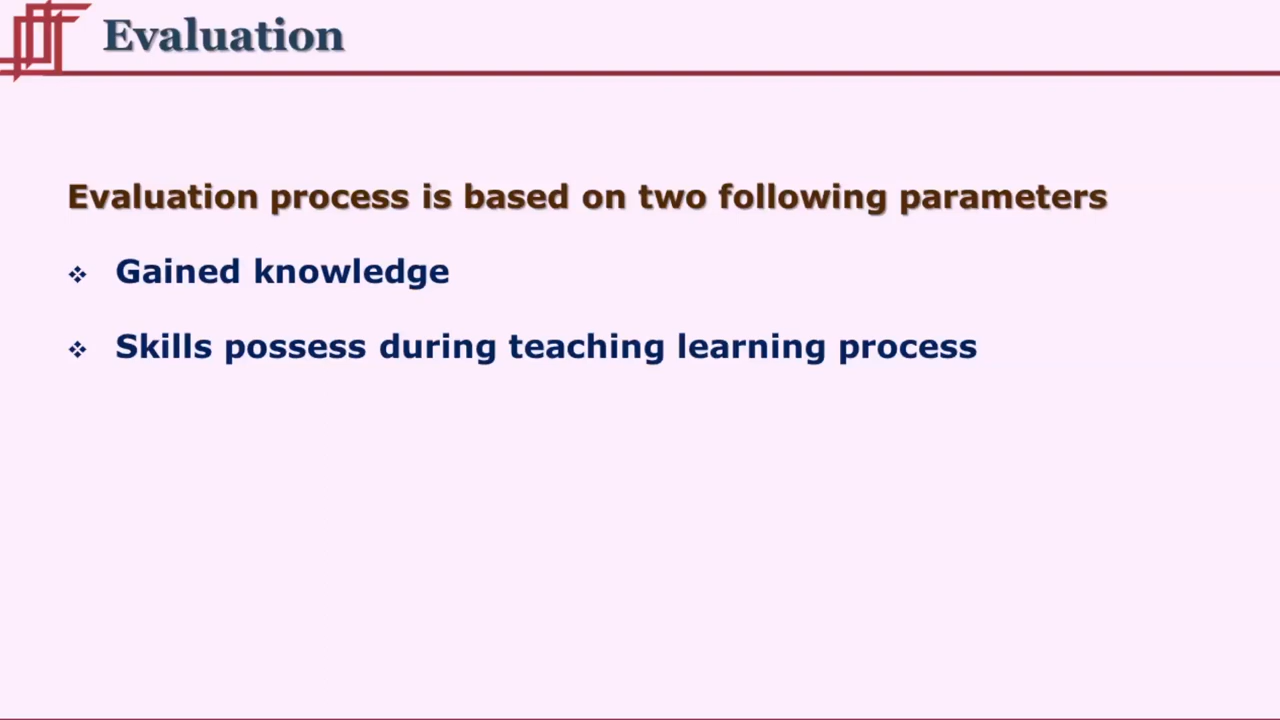 Evaluation
Evaluation process is based on two following parameters
❖ Gained knowledge
❖ Skills possess during teaching learning process